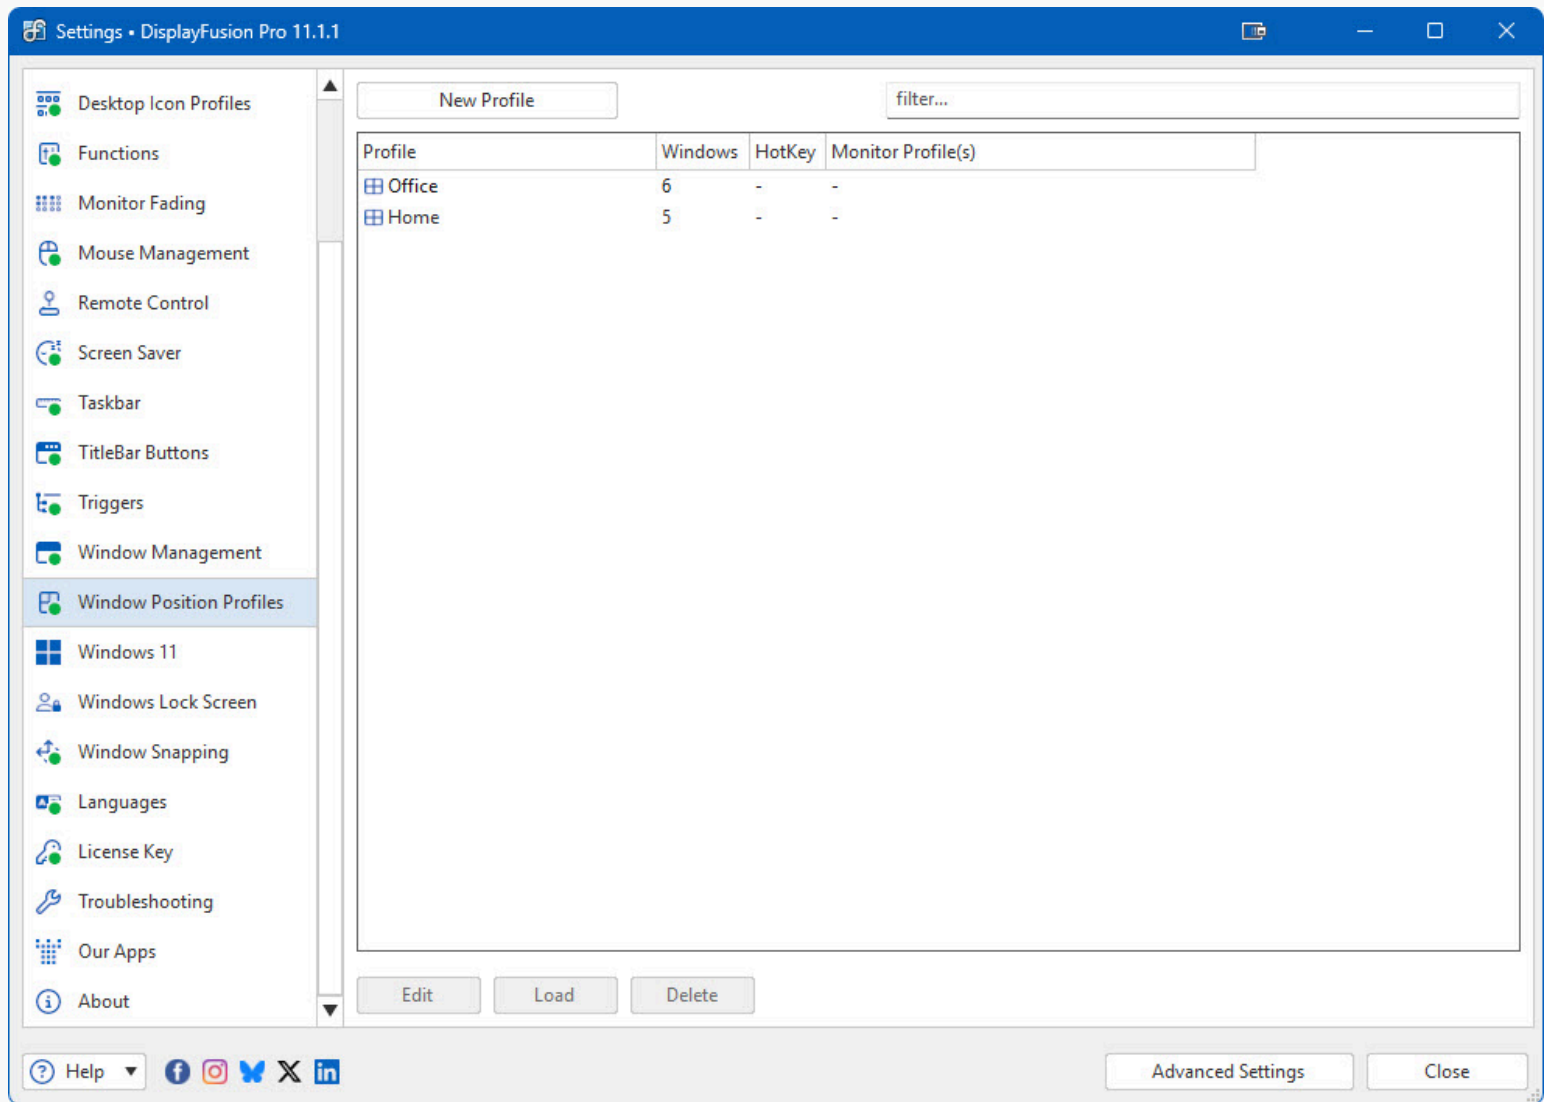 Settings • DisplayFusion Pro 11.1.1
Desktop Icon Profiles
Functions
Monitor Fading
Mouse Management
Remote Control
Screen Saver
Taskbar
TitleBar Buttons
Triggers
Window Management
Window Position Profiles
Windows 11
Windows Lock Screen
Window Snapping
Languages
License Key
Troubleshooting
Our Apps
About
New Profile
filter...
Profile Windows HotKey Monitor Profile(s)
Office 6 - -
Home 5 - -
Edit Load Delete
Help
Advanced Settings Close